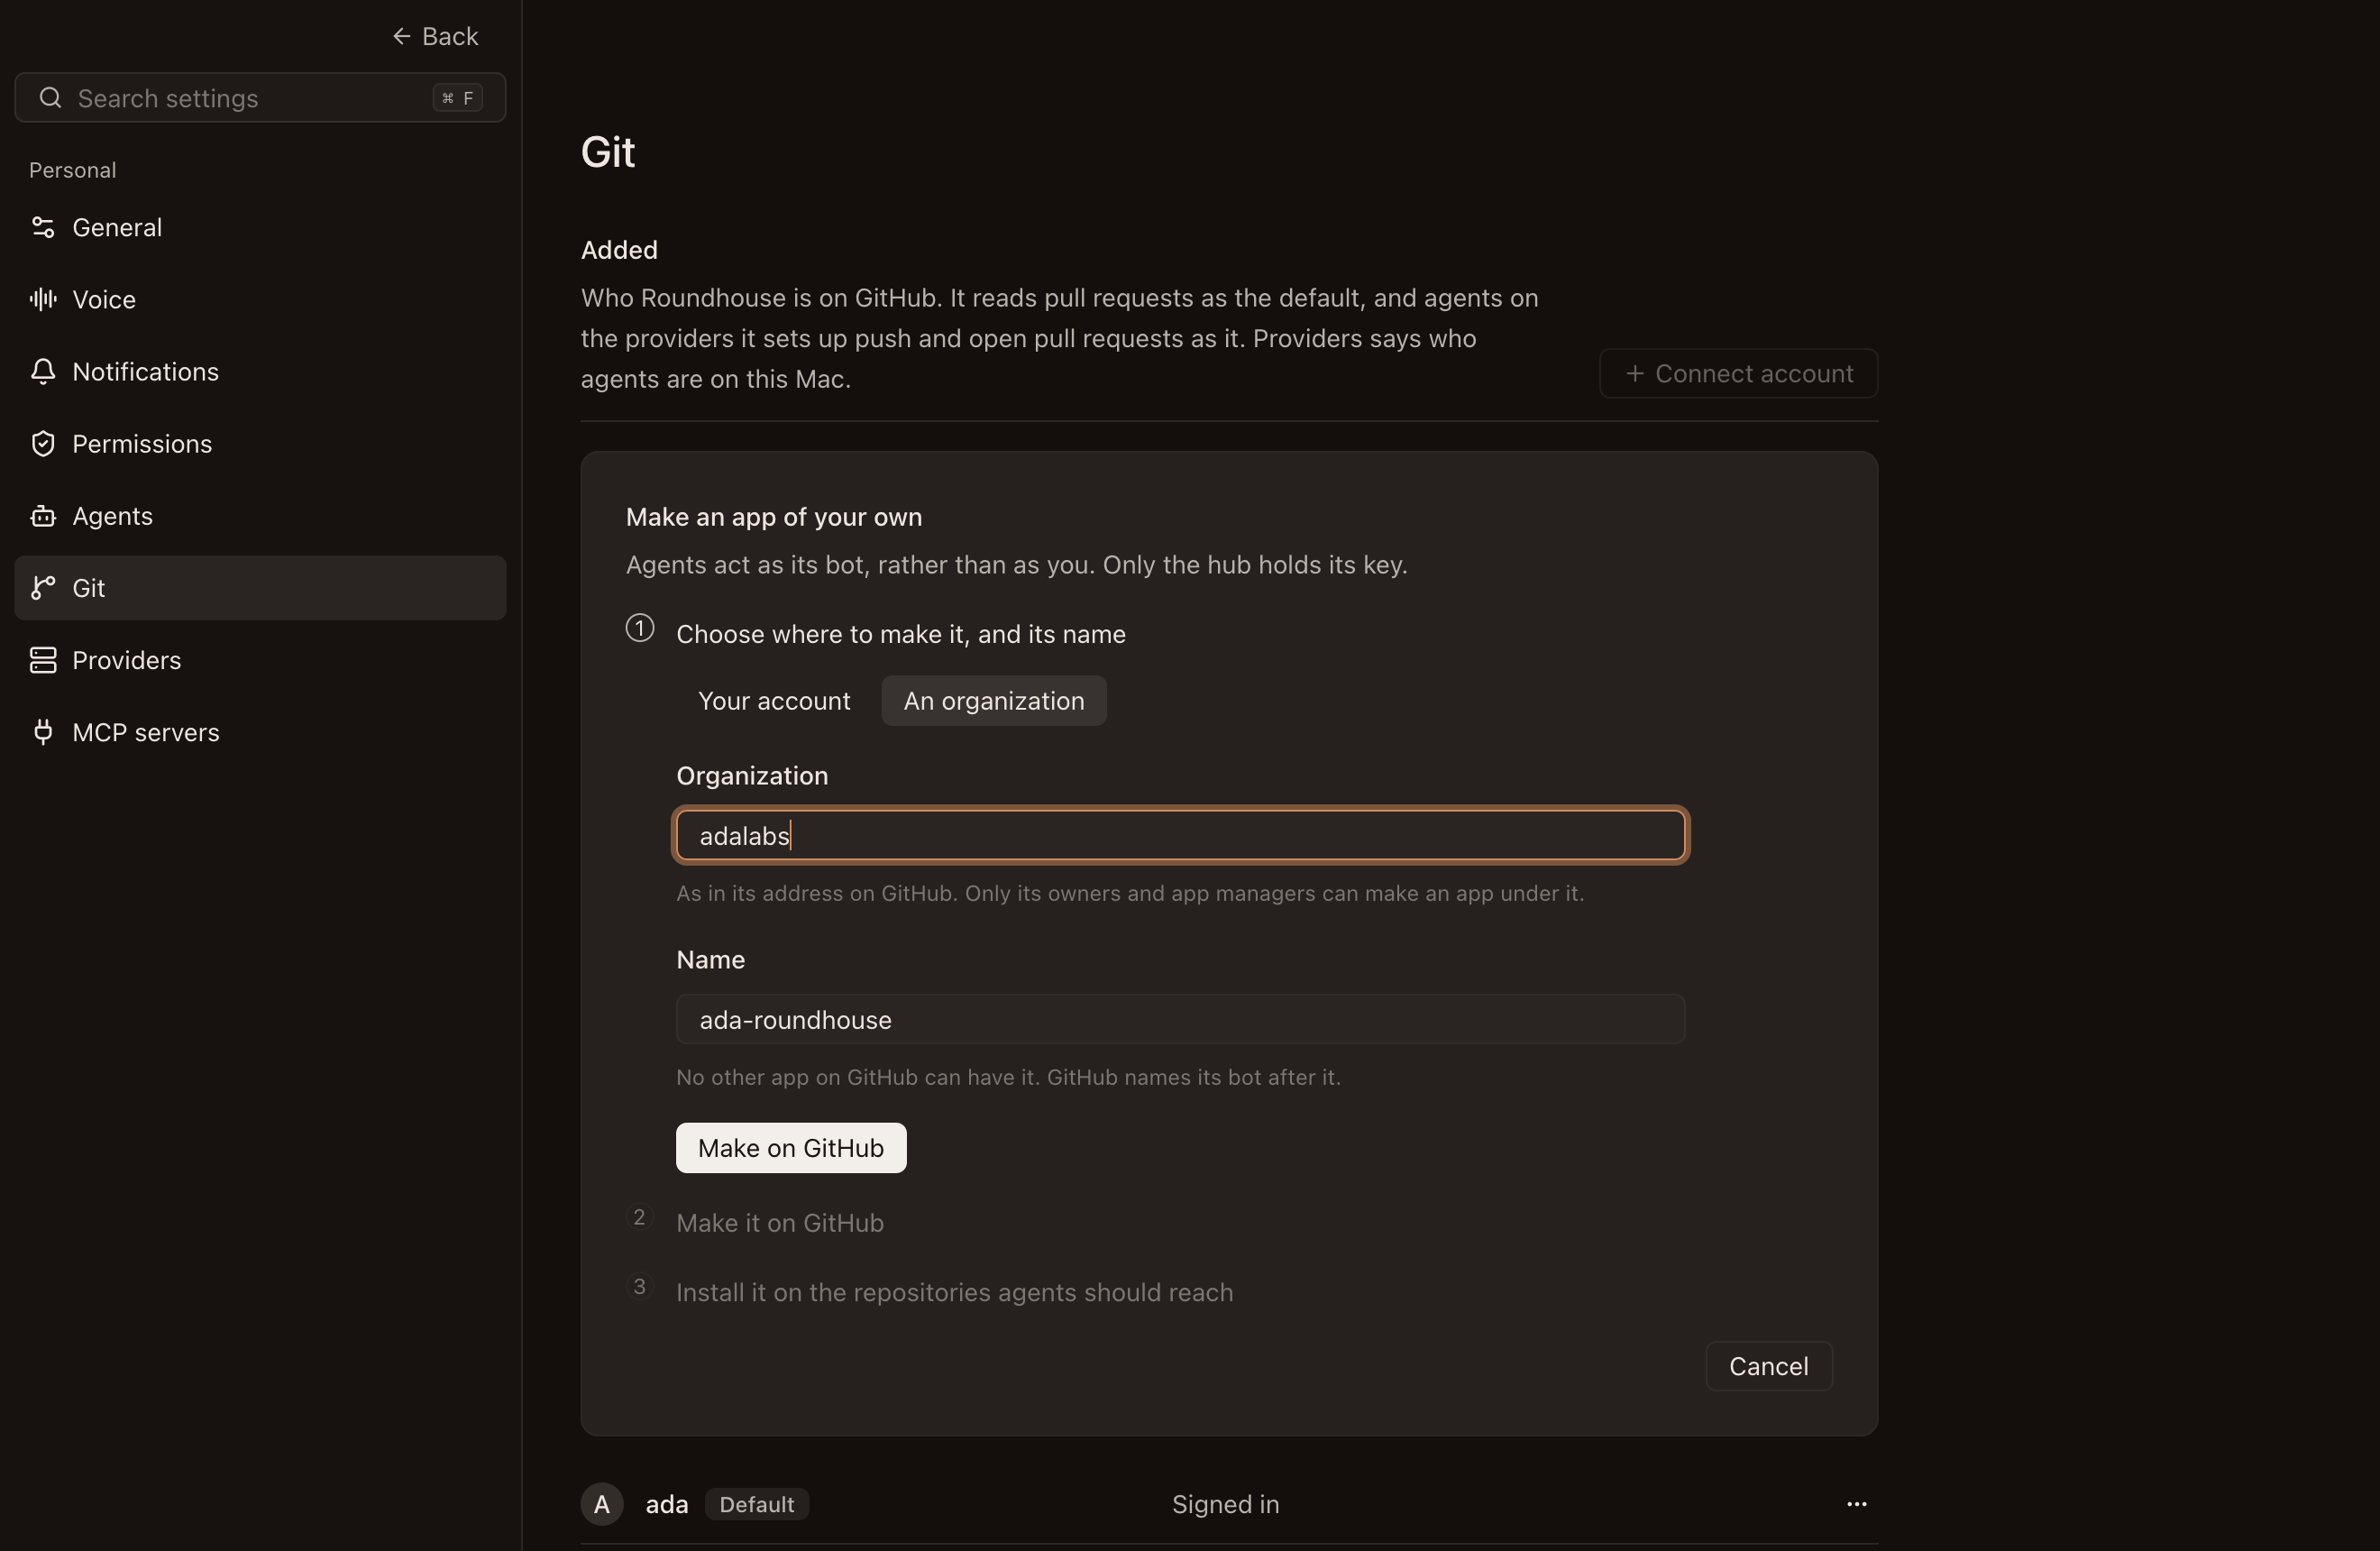 Back
Search settings
⌘ F
Personal
General
Voice
Notifications
Permissions
Agents
Git
Providers
MCP servers
Git
Added
Who Roundhouse is on GitHub. It reads pull requests as the default, and agents on
the providers it sets up push and open pull requests as it. Providers says who
agents are on this Mac.
Connect account
Make an app of your own
Agents act as its bot, rather than as you. Only the hub holds its key.
1 Choose where to make it, and its name
Your account An organization
Organization
adalabs
As in its address on GitHub. Only its owners and app managers can make an app under it.
Name
ada-roundhouse
No other app on GitHub can have it. GitHub names its bot after it.
Make on GitHub
2 Make it on GitHub
3 Install it on the repositories agents should reach
Cancel
A ada Default Signed in